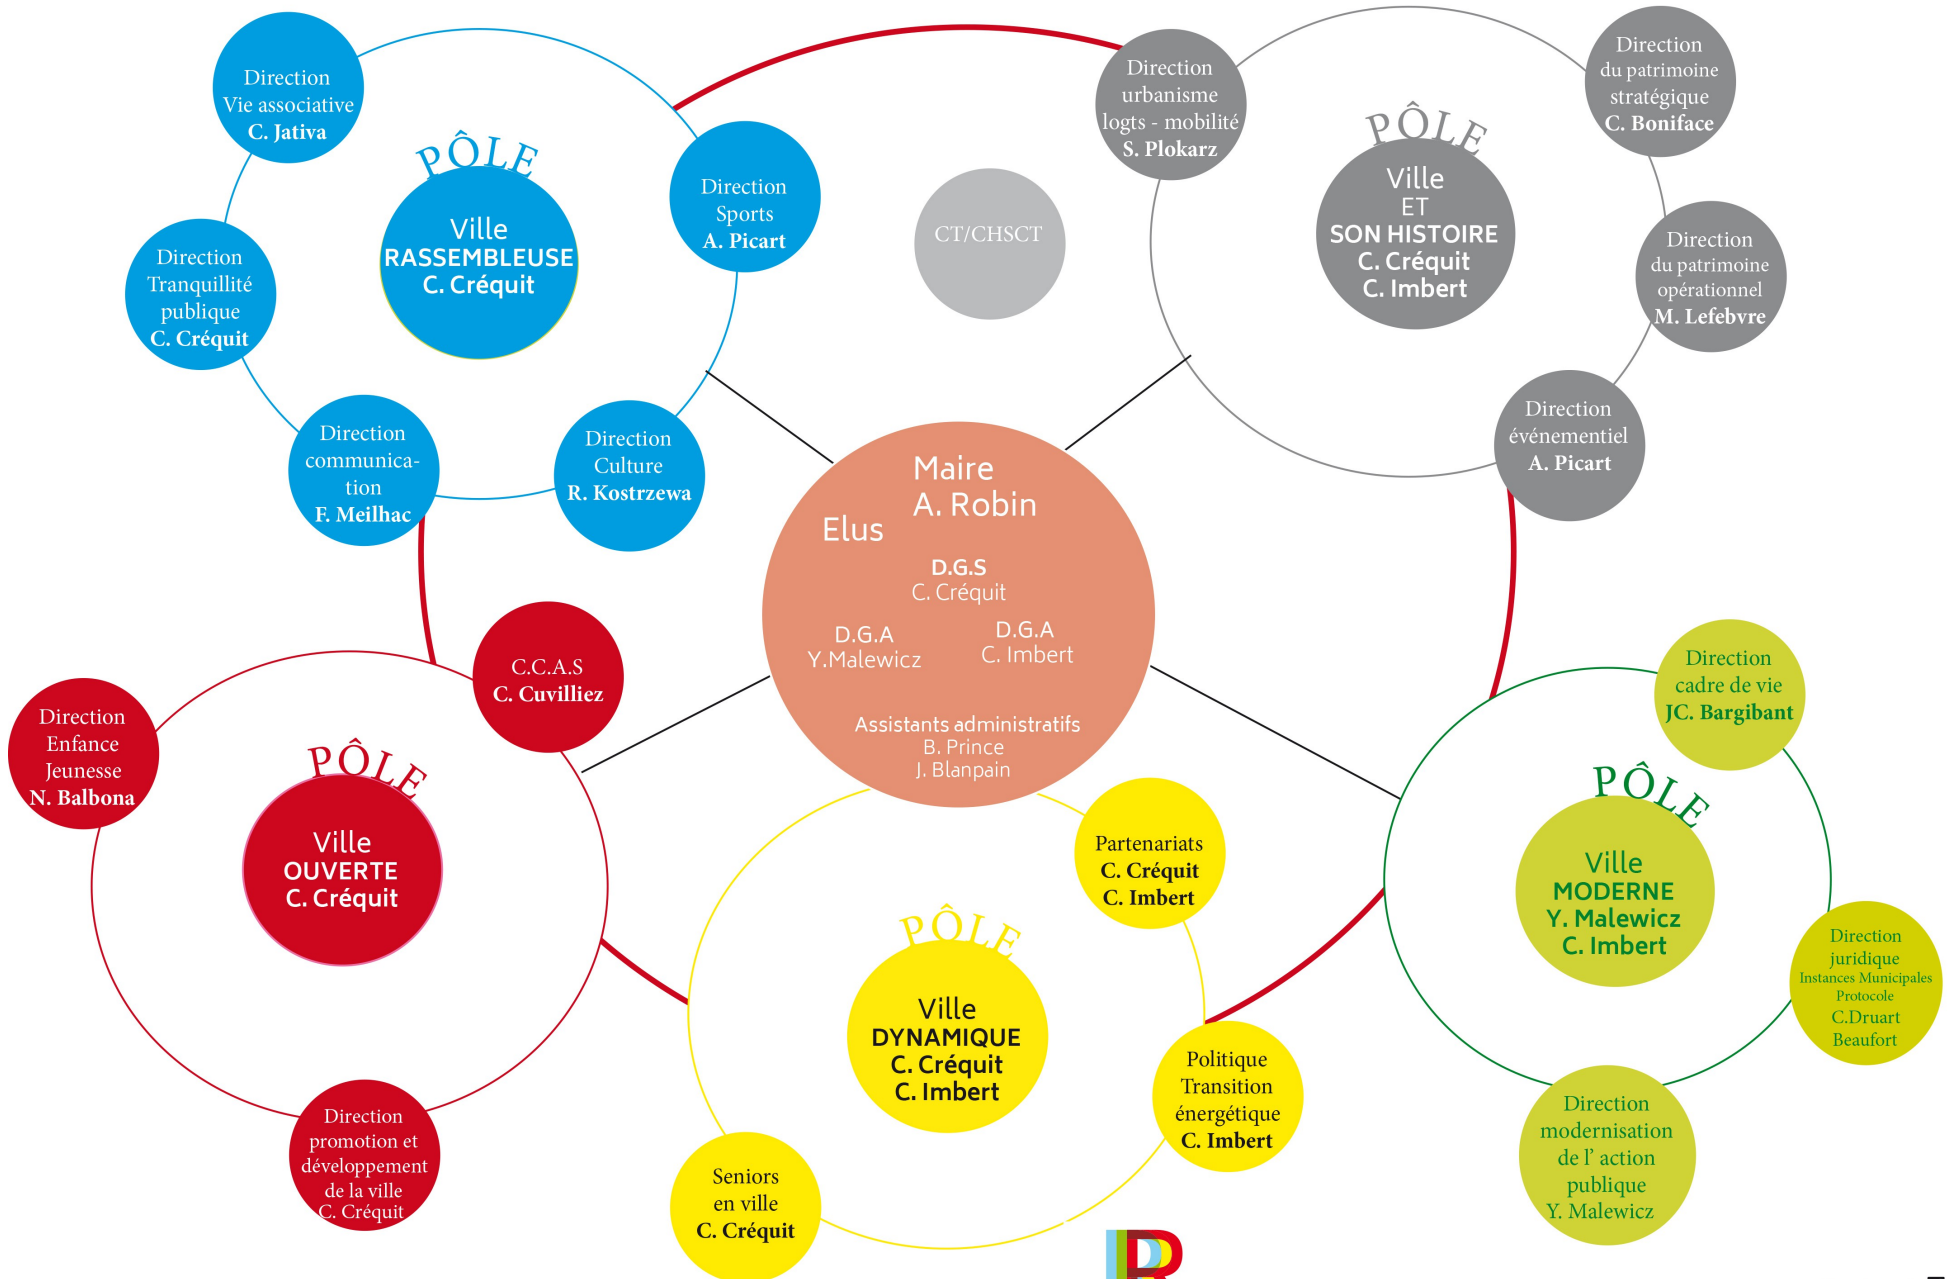 Direction
Vie associative
C. Jativa
PÔLE
Ville
RASSEMBLEUSE
C. Créquit
Direction
Sports
A. Picart
Direction
Tranquillité
publique
C. Créquit
Direction
communica-
tion
F. Meilhac
Direction
Culture
R. Kostrzewa
CT/CHSCT
Direction
urbanisme
logts - mobilité
S. Plokarz
PÔLE
Ville
ET
SON HISTOIRE
C. Créquit
C. Imbert
Direction
du patrimoine
stratégique
C. Boniface
Direction
du patrimoine
opérationnel
M. Lefebvre
Direction
événementiel
A. Picart
Maire
A. Robin
Elus
D.G.S
C. Créquit
D.G.A
Y.Malewicz
D.G.A
C. Imbert
Assistants administratifs
B. Prince
J. Blanpain
C.C.A.S
C. Cuvilliez
Direction
Enfance
Jeunesse
N. Balbona
PÔLE
Ville
OUVERTE
C. Créquit
Direction
promotion et
développement
de la ville
C. Créquit
Partenariats
C. Créquit
C. Imbert
PÔLE
Ville
DYNAMIQUE
C. Créquit
C. Imbert
Politique
Transition
énergétique
C. Imbert
Seniors
en ville
C. Créquit
Direction
cadre de vie
JC. Bargibant
PÔLE
Ville
MODERNE
Y. Malewicz
C. Imbert
Direction
juridique
Instances Municipales
Protocole
C.Druart
Beaufort
Direction
modernisation
de l' action
publique
Y. Malewicz